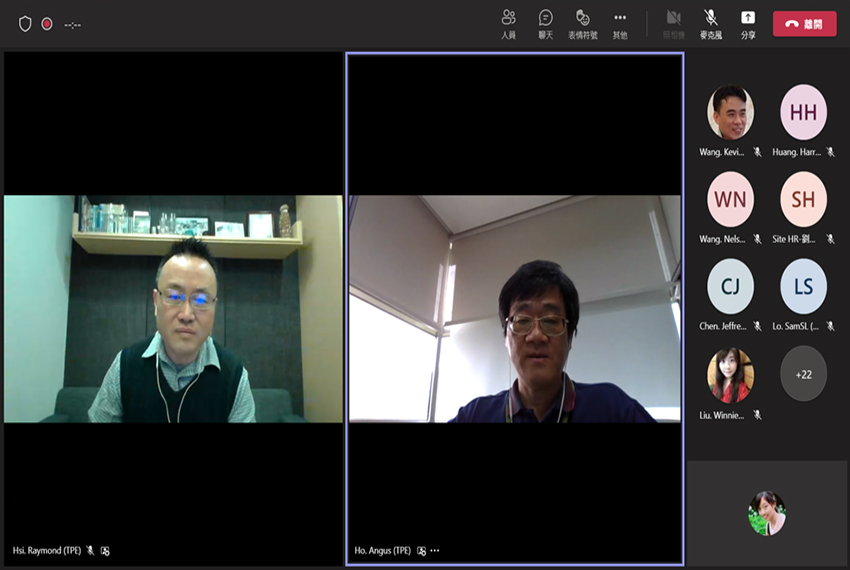 --:--
人員
聊天
表情符號
其他
相機
麥克風
分享
離開
Hsi. Raymond (TPE)
Ho. Angus (TPE)
Wang. Kevi...
HH
Huang. Harr...
WN
Wang. Nels...
SH
Site HR-劉...
CJ
Chen. Jeffre...
LS
Lo. SamSL (...
Liu. Winnie...
+22